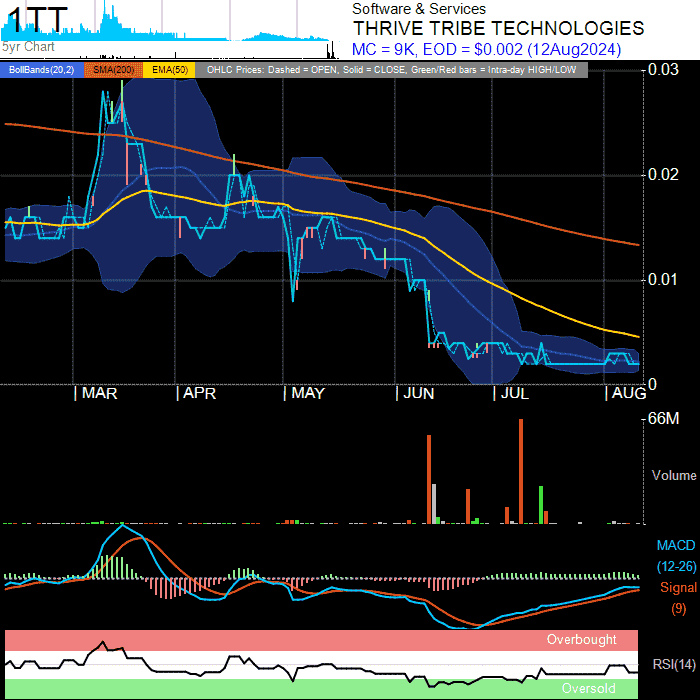 1TT
5yr Chart
Software & Services
THRIVE TRIBE TECHNOLOGIES
MC = 9K, EOD = $0.002 (12Aug2024)
BollBands(20,2) SMA(200) EMA(50) OHLC Prices: Dashed = OPEN, Solid = CLOSE, Green/Red bars = Intra-day HIGH/LOW
0.03
0.02
0.01
0
MAR APR MAY JUN JUL AUG
66M
Volume
MACD
(12-26)
Signal
(9)
Overbought
RSI(14)
Oversold